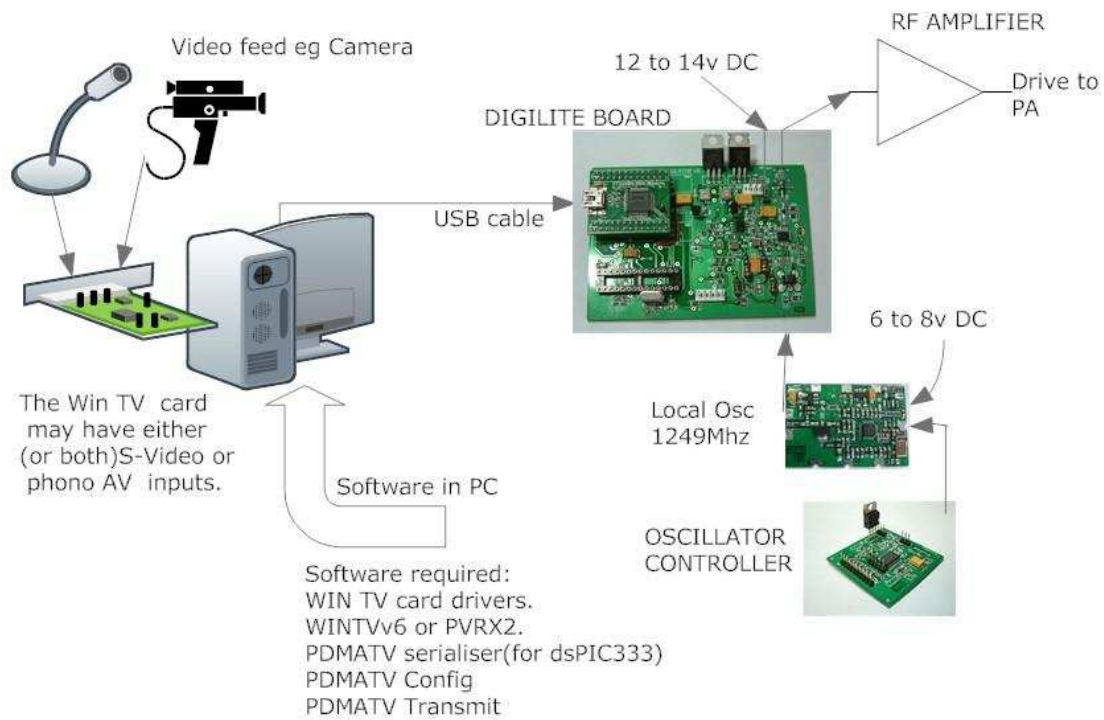 RF AMPLIFIER
Video feed eg Camera
12 to 14v DC
Drive to
PA
DIGILITE BOARD
USB cable
6 to 8v DC
Local Osc
1249Mhz
The Win TV card
may have either
(or both)S-Video or
phono AV inputs.
Software in PC
OSCILLATOR
CONTROLLER
Software required:
WIN TV card drivers.
WINTVv6 or PVRX2.
PDMATV serialiser(for dsPIC333)
PDMATV Config
PDMATV Transmit